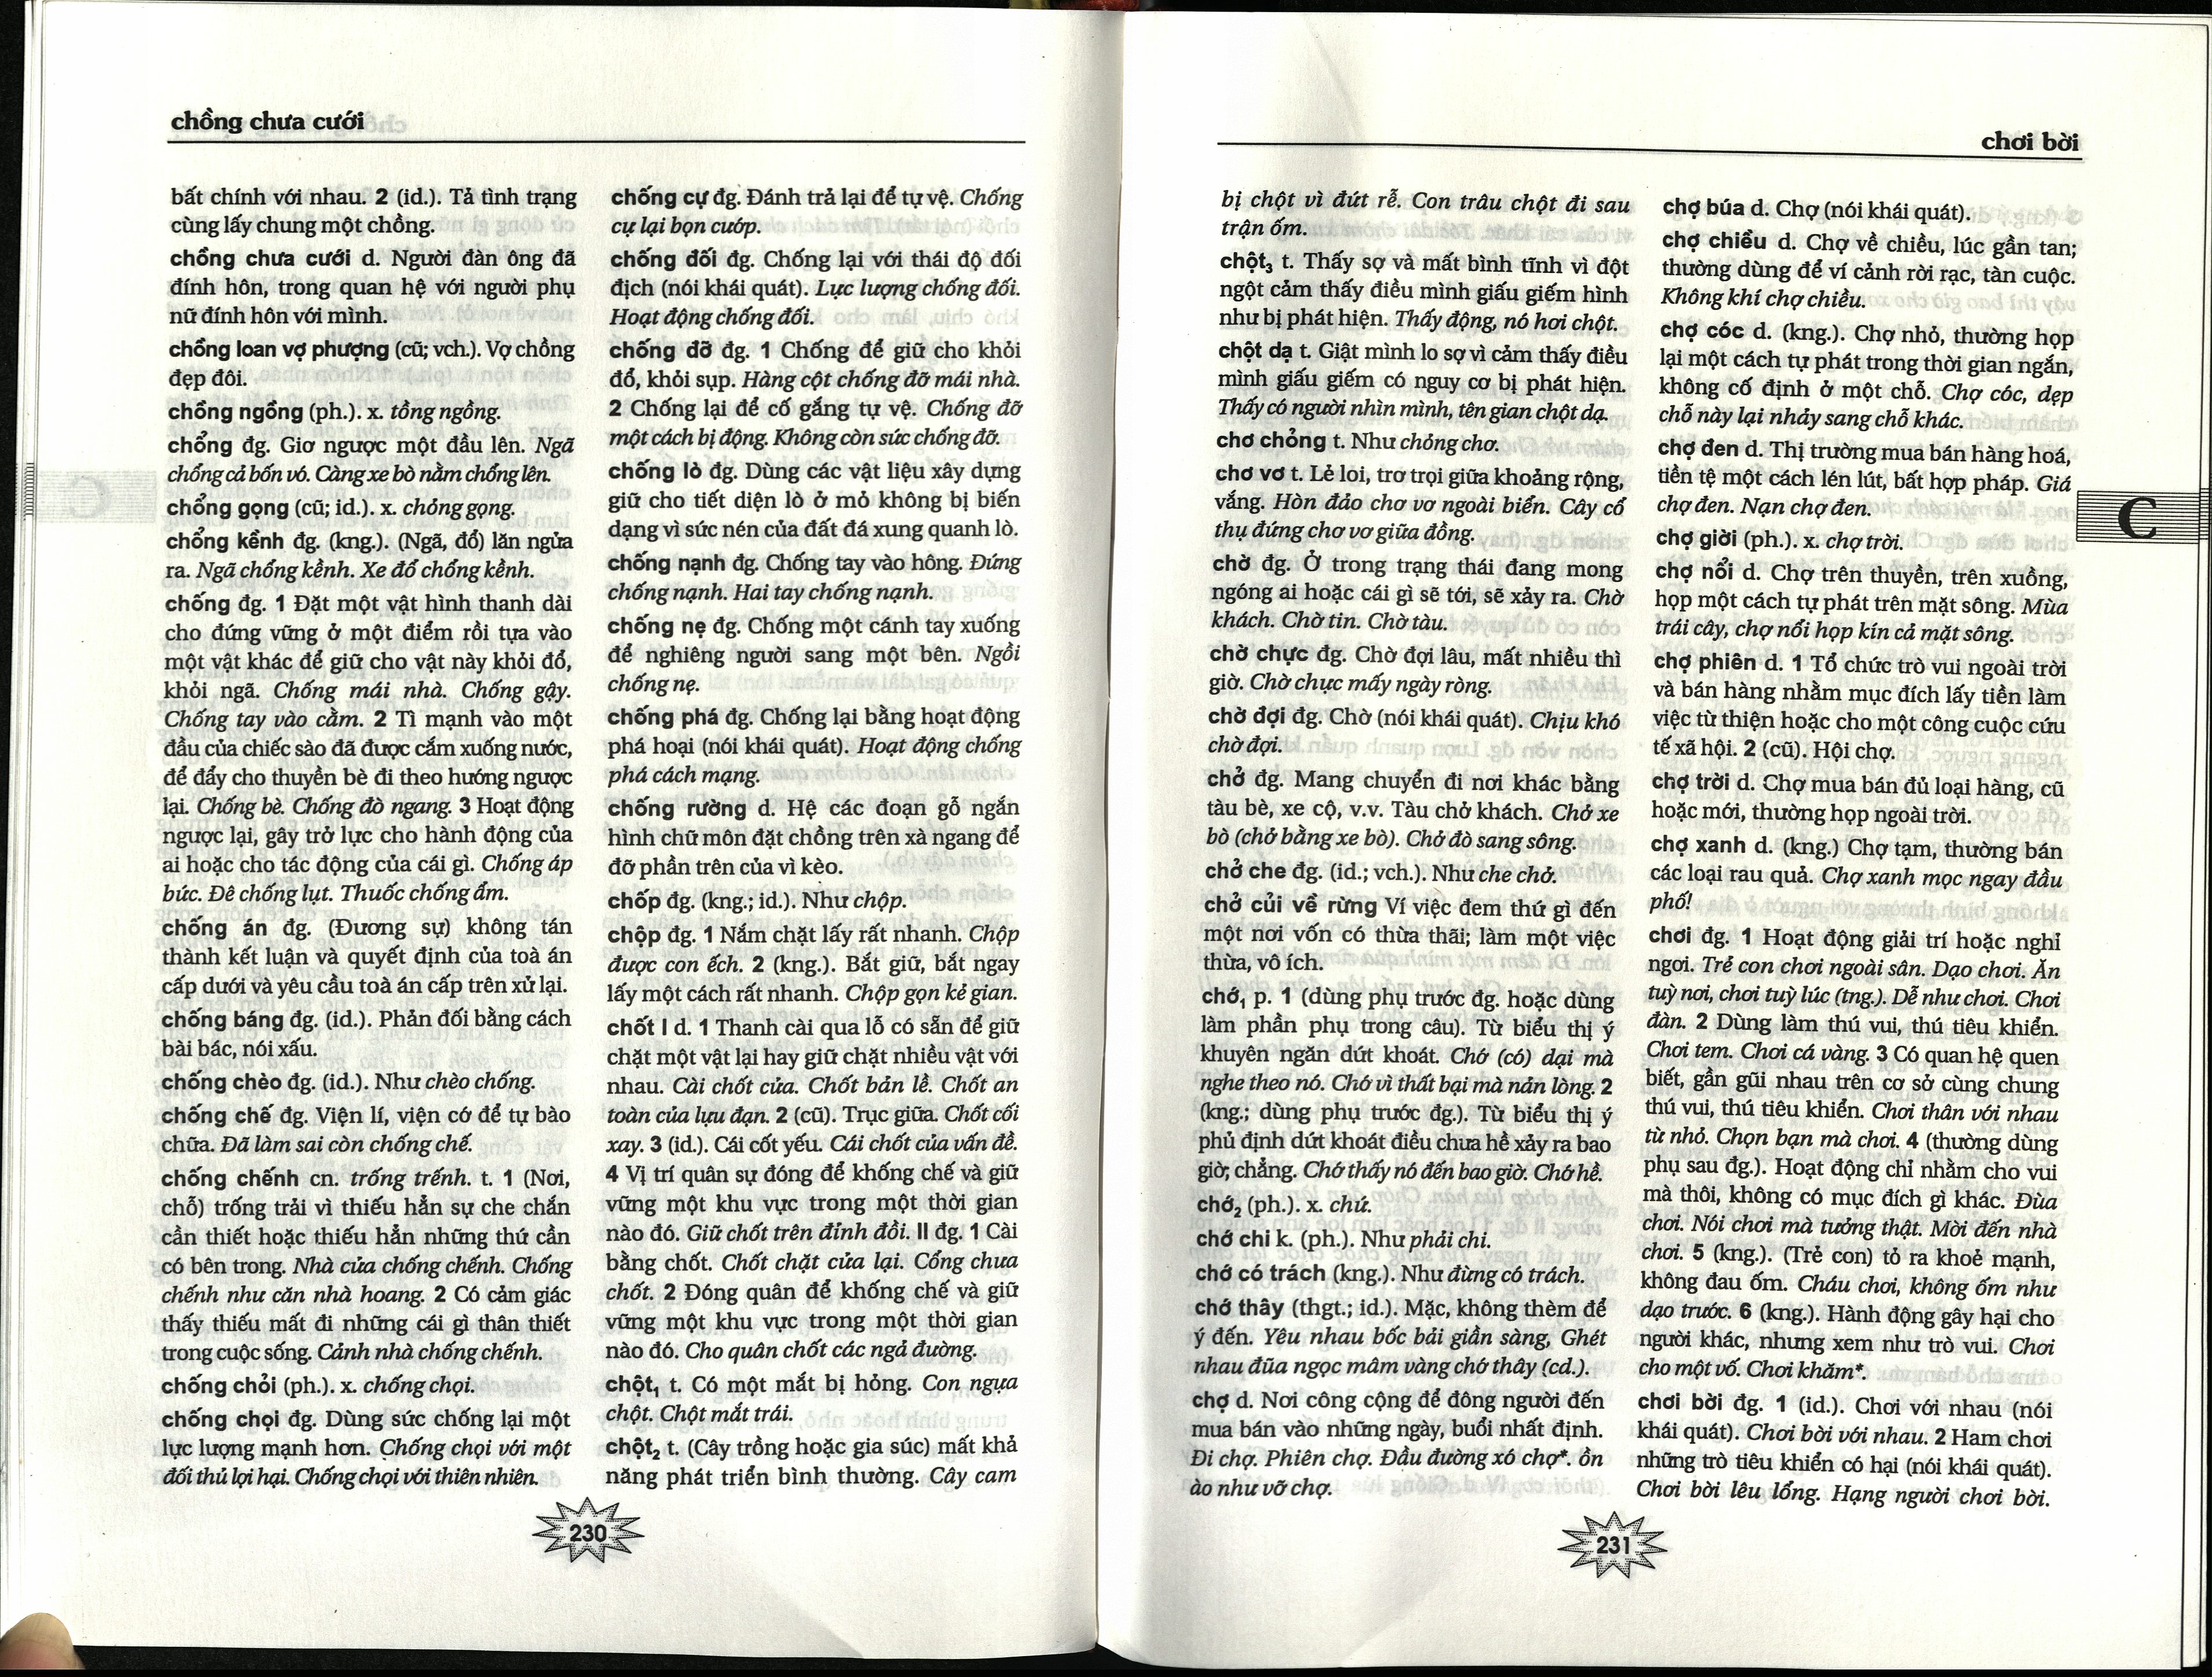 chồng chưa cưới
bất chính với nhau. 2 (id.). Tả tình trạng
cùng lấy chung một chồng.
chồng chưa cưới d. Người đàn ông đã
đính hôn, trong quan hệ với người phụ
nữ đính hôn với mình.
chồng loan vợ phượng (cũ; vch.). Vợ chồng
đẹp đôi.
chồng ngồng (ph.). x. tồng ngồng.
chổng đg. Giơ ngược một đầu lên. Ngã
chổng cả bốn vó. Càng xe bò nằm chổng lên.
chổng gọng (cũ; id.). x. chỏng gọng.
chổng kềnh đg. (kng.). (Ngã, đổ) lăn ngửa
ra. Ngã chổng kềnh. Xe đổ chổng kềnh.
chống đg. 1 Đặt một vật hình thanh dài
cho đứng vững ở một điểm rồi tựa vào
một vật khác để giữ cho vật này khỏi đổ,
khỏi ngã. Chống mái nhà. Chống gậy.
Chống tay vào cằm. 2 Tì mạnh vào một
đầu của chiếc sào đã được cắm xuống nước,
để đẩy cho thuyền bè đi theo hướng ngược
lại. Chống bè. Chống đò ngang. 3 Hoạt động
ngược lại, gây trở lực cho hành động của
ai hoặc cho tác động của cái gì. Chống áp
bức. Đê chống lụt. Thuốc chống ẩm.
chống án đg. (Đương sự) không tán
thành kết luận và quyết định của toà án
cấp dưới và yêu cầu toà án cấp trên xử lại.
chống báng đg. (id.). Phản đối bằng cách
bài bác, nói xấu.
chống chèo đg. (id.). Như chèo chống.
chống chế đg. Viện lí, viện cớ để tự bào
chữa. Đã làm sai còn chống chế.
chống chếnh cn. trống trếnh. t. 1 (Nơi,
chỗ) trống trải vì thiếu hẳn sự che chắn
cần thiết hoặc thiếu hẳn những thứ cần
có bên trong. Nhà cửa chống chếnh. Chống
chếnh như căn nhà hoang. 2 Có cảm giác
thấy thiếu mất đi những cái gì thân thiết
trong cuộc sống. Cảnh nhà chống chếnh.
chống chỏi (ph.). x. chống chọi.
chống chọi đg. Dùng sức chống lại một
lực lượng mạnh hơn. Chống chọi với một
đối thủ lợi hại. Chống chọi với thiên nhiên.
chống cự đg. Đánh trả lại để tự vệ. Chống
cự lại bọn cướp.
chống đối đg. Chống lại với thái độ đối
địch (nói khái quát). Lực lượng chống đối.
Hoạt động chống đối.
chống đỡ đg. 1 Chống để giữ cho khỏi
đổ, khỏi sụp. Hàng cột chống đỡ mái nhà.
2 Chống lại để cố gắng tự vệ. Chống đỡ
một cách bị động. Không còn sức chống đỡ.
chống lò đg. Dùng các vật liệu xây dựng
giữ cho tiết diện lò ở mỏ không bị biến
dạng vì sức nén của đất đá xung quanh lò.
chống nạnh đg. Chống tay vào hông. Đứng
chống nạnh. Hai tay chống nạnh.
chống nẹ đg. Chống một cánh tay xuống
để nghiêng người sang một bên. Ngồi
chống nẹ.
chống phá đg. Chống lại bằng hoạt động
phá hoại (nói khái quát). Hoạt động chống
phá cách mạng.
chống rường d. Hệ các đoạn gỗ ngắn
hình chữ môn đặt chồng trên xà ngang để
đỡ phần trên của vì kèo.
chốp đg. (kng.; id.). Như chộp.
chộp đg. 1 Nắm chặt lấy rất nhanh. Chộp
được con ếch. 2 (kng.). Bắt giữ, bắt ngay
lấy một cách rất nhanh. Chộp gọn kẻ gian.
chốt I d. 1 Thanh cài qua lỗ có sẵn để giữ
chặt một vật lại hay giữ chặt nhiều vật với
nhau. Cài chốt cửa. Chốt bản lề. Chốt an
toàn của lựu đạn. 2 (cũ). Trục giữa. Chốt cối
xay. 3 (id.). Cái cốt yếu. Cái chốt của vấn đề.
4 Vị trí quân sự đóng để khống chế và giữ
vững một khu vực trong một thời gian
nào đó. Giữ chốt trên đỉnh đồi. II đg. 1 Cài
bằng chốt. Chốt chặt cửa lại. Cổng chưa
chốt. 2 Đóng quân để khống chế và giữ
vững một khu vực trong một thời gian
nào đó. Cho quân chốt các ngả đường.
chột₁ t. Có một mắt bị hỏng. Con ngựa
chột. Chột mắt trái.
chột₂ t. (Cây trồng hoặc gia súc) mất khả
năng phát triển bình thường. Cây cam
230
chơi bời
bị chột vì đứt rễ. Con trâu chột đi sau
trận ốm.
chột₃ t. Thấy sợ và mất bình tĩnh vì đột
ngột cảm thấy điều mình giấu giếm hình
như bị phát hiện. Thấy động, nó hơi chột.
chột dạ t. Giật mình lo sợ vì cảm thấy điều
mình giấu giếm có nguy cơ bị phát hiện.
Thấy có người nhìn mình, tên gian chột dạ.
chơ chỏng t. Như chỏng chơ.
chơ vơ t. Lẻ loi, trơ trọi giữa khoảng rộng,
vắng. Hòn đảo chơ vơ ngoài biển. Cây cổ
thụ đứng chơ vơ giữa đồng.
chờ đg. Ở trong trạng thái đang mong
ngóng ai hoặc cái gì sẽ tới, sẽ xảy ra. Chờ
khách. Chờ tin. Chờ tàu.
chờ chực đg. Chờ đợi lâu, mất nhiều thì
giờ. Chờ chực mấy ngày ròng.
chờ đợi đg. Chờ (nói khái quát). Chịu khó
chờ đợi.
chở đg. Mang chuyển đi nơi khác bằng
tàu bè, xe cộ, v.v. Tàu chở khách. Chở xe
bò (chở bằng xe bò). Chở đò sang sông.
chở che đg. (id.; vch.). Như che chở.
chở củi về rừng Ví việc đem thứ gì đến
một nơi vốn có thừa thãi; làm một việc
thừa, vô ích.
chớ₁ p. 1 (dùng phụ trước đg. hoặc dùng
làm phần phụ trong câu). Từ biểu thị ý
khuyên ngăn dứt khoát. Chớ (có) dại mà
nghe theo nó. Chớ vì thất bại mà nản lòng. 2
(kng.; dùng phụ trước đg.). Từ biểu thị ý
phủ định dứt khoát điều chưa hề xảy ra bao
giờ; chẳng. Chớ thấy nó đến bao giờ. Chớ hề.
chớ₂ (ph.). x. chứ.
chớ chi k. (ph.). Như phải chi.
chớ có trách (kng.). Như đừng có trách.
chớ thây (thgt.; id.). Mặc, không thèm để
ý đến. Yêu nhau bốc bải giần sàng, Ghét
nhau đũa ngọc mâm vàng chớ thây (cd.).
chợ d. Nơi công cộng để đông người đến
mua bán vào những ngày, buổi nhất định.
Đi chợ. Phiên chợ. Đầu đường xó chợ*. ồn
ào như vỡ chợ.
chợ búa d. Chợ (nói khái quát).
chợ chiều d. Chợ về chiều, lúc gần tan;
thường dùng để ví cảnh rời rạc, tàn cuộc.
Không khí chợ chiều.
chợ cóc d. (kng.). Chợ nhỏ, thường họp
lại một cách tự phát trong thời gian ngắn,
không cố định ở một chỗ. Chợ cóc, dẹp
chỗ này lại nhảy sang chỗ khác.
chợ đen d. Thị trường mua bán hàng hoá,
tiền tệ một cách lén lút, bất hợp pháp. Giá
chợ đen. Nạn chợ đen.
chợ giời (ph.). x. chợ trời.
chợ nổi d. Chợ trên thuyền, trên xuồng,
họp một cách tự phát trên mặt sông. Mùa
trái cây, chợ nổi họp kín cả mặt sông.
chợ phiên d. 1 Tổ chức trò vui ngoài trời
và bán hàng nhằm mục đích lấy tiền làm
việc từ thiện hoặc cho một công cuộc cứu
tế xã hội. 2 (cũ). Hội chợ.
chợ trời d. Chợ mua bán đủ loại hàng, cũ
hoặc mới, thường họp ngoài trời.
chợ xanh d. (kng.) Chợ tạm, thường bán
các loại rau quả. Chợ xanh mọc ngay đầu
phố!
chơi đg. 1 Hoạt động giải trí hoặc nghỉ
ngơi. Trẻ con chơi ngoài sân. Dạo chơi. Ăn
tuỳ nơi, chơi tuỳ lúc (tng.). Dễ như chơi. Chơi
đàn. 2 Dùng làm thú vui, thú tiêu khiển.
Chơi tem. Chơi cá vàng. 3 Có quan hệ quen
biết, gần gũi nhau trên cơ sở cùng chung
thú vui, thú tiêu khiển. Chơi thân với nhau
từ nhỏ. Chọn bạn mà chơi. 4 (thường dùng
phụ sau đg.). Hoạt động chỉ nhằm cho vui
mà thôi, không có mục đích gì khác. Đùa
chơi. Nói chơi mà tưởng thật. Mời đến nhà
chơi. 5 (kng.). (Trẻ con) tỏ ra khoẻ mạnh,
không đau ốm. Cháu chơi, không ốm như
dạo trước. 6 (kng.). Hành động gây hại cho
người khác, nhưng xem như trò vui. Chơi
cho một vố. Chơi khăm*.
chơi bời đg. 1 (id.). Chơi với nhau (nói
khái quát). Chơi bời với nhau. 2 Ham chơi
những trò tiêu khiển có hại (nói khái quát).
Chơi bời lêu lổng. Hạng người chơi bời.
C
231